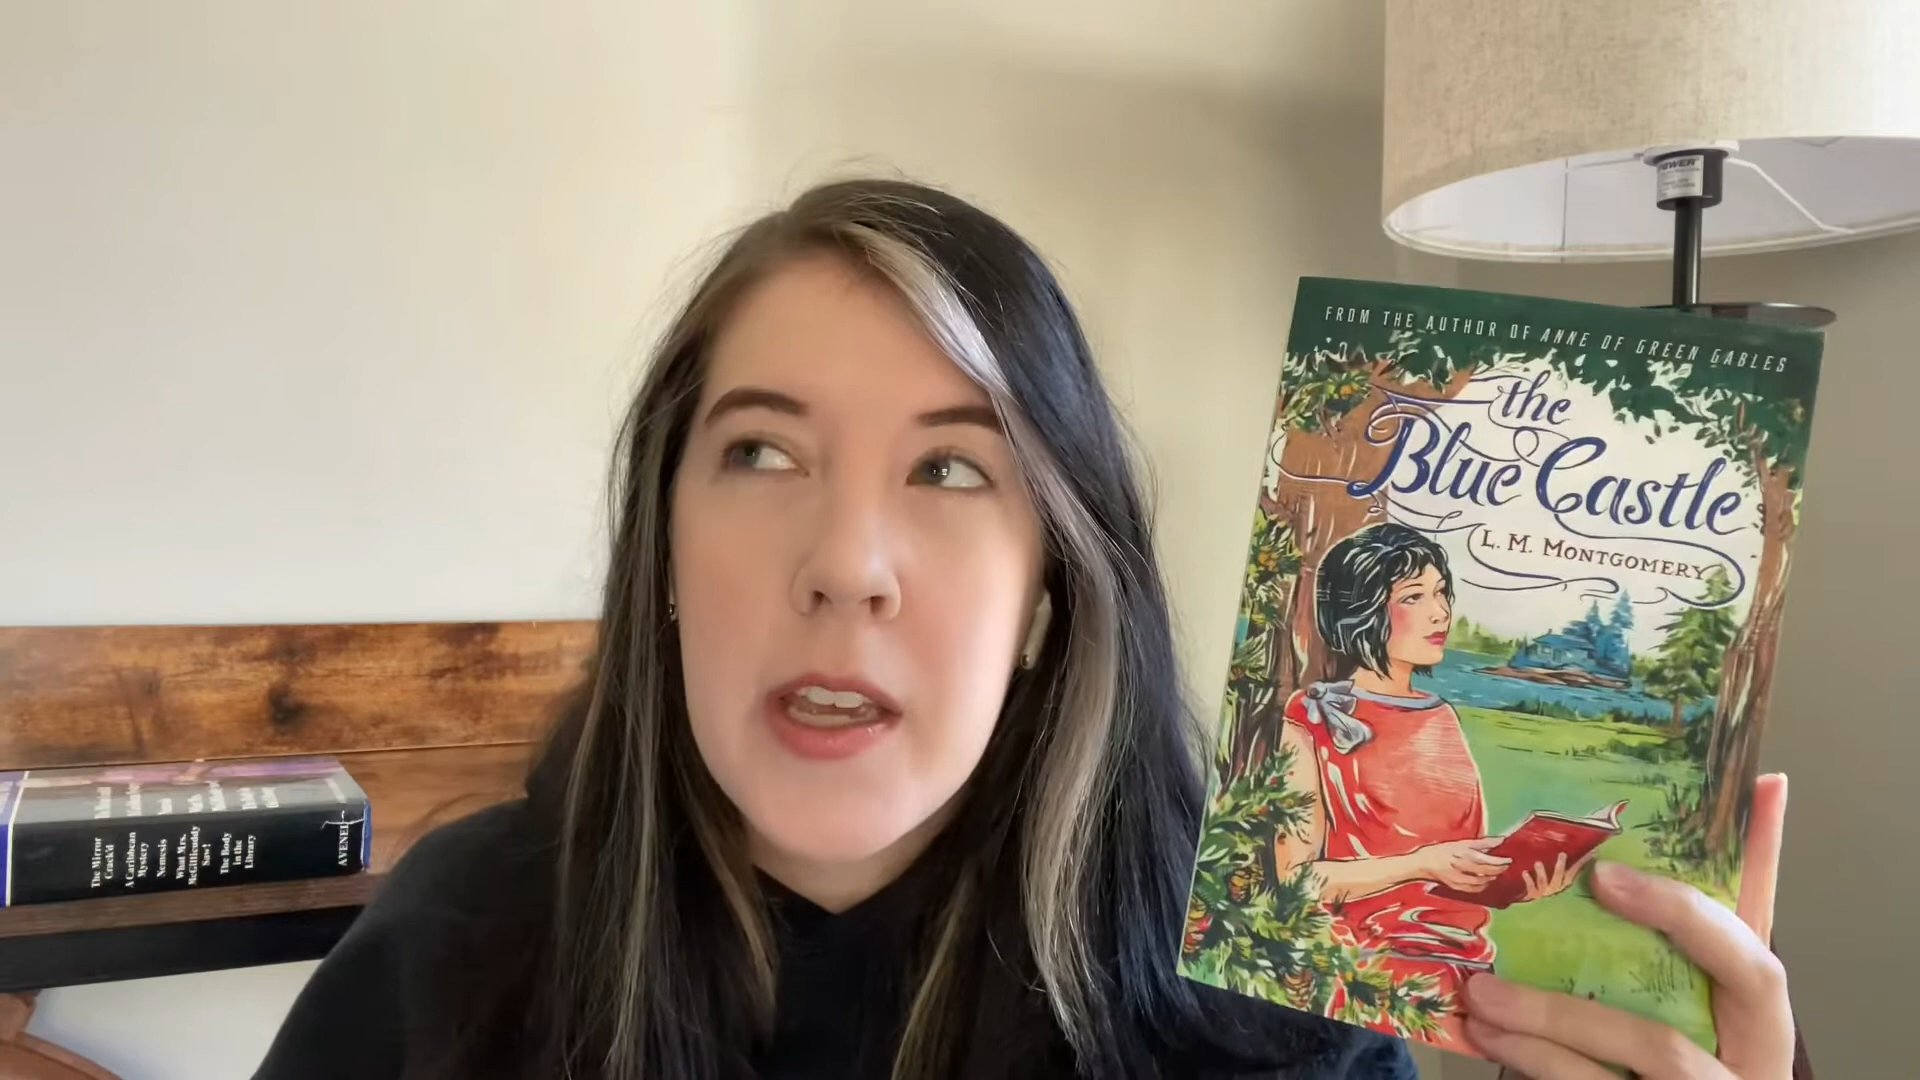 POWER
FROM THE AUTHOR OF ANNE OF GREEN GABLES
the
Blue Castle
L. M. MONTGOMERY
The Mirror
Crack'd
A Caribbean
Mystery
Nemesis
What Mrs.
McGillicuddy
Saw!
The Body
in the
Library
AVENEL